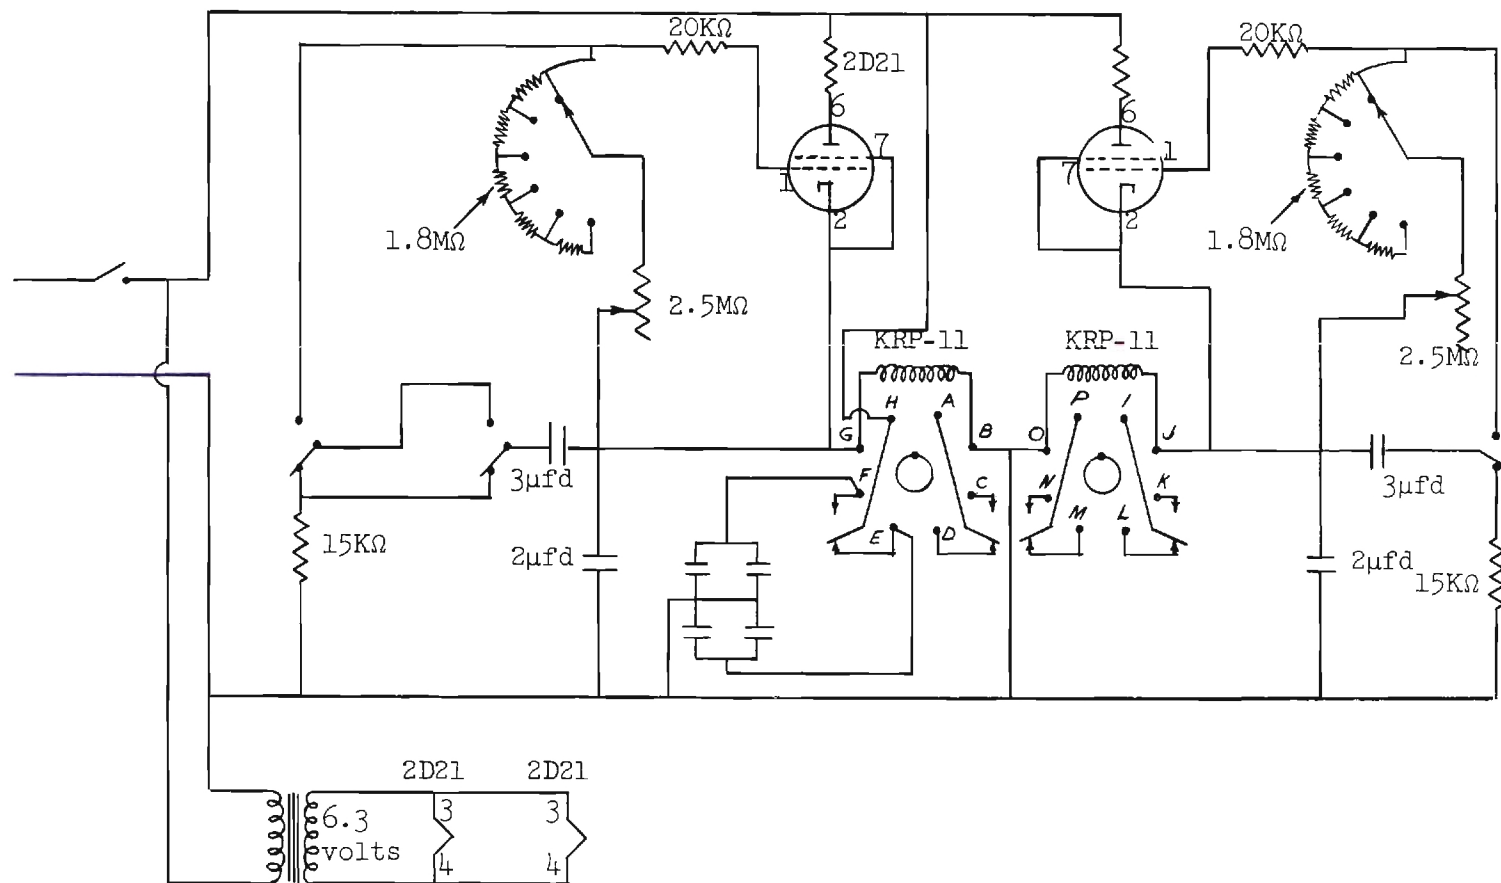 20KΩ
2D21
20KΩ
6
7
1
2
6
1
7
2
1.8MΩ
1.8MΩ
2.5MΩ
2.5MΩ
KRP-11
KRP-11
H
A
G
B
F
C
E
D
P
I
O
J
N
K
M
L
3µfd
3µfd
15KΩ
2µfd
2µfd
15KΩ
2D21
2D21
6.3
volts
3
4
3
4